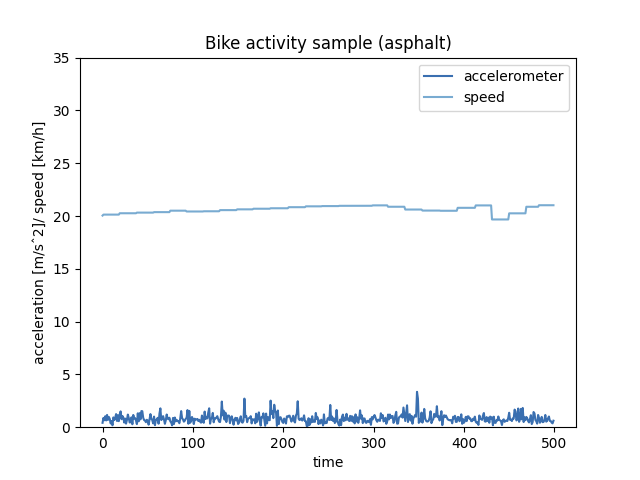 Bike activity sample (asphalt)
accelerometer
speed
acceleration [m/s^2]/ speed [km/h]
35
30
25
20
15
10
5
0
0 100 200 300 400 500
time